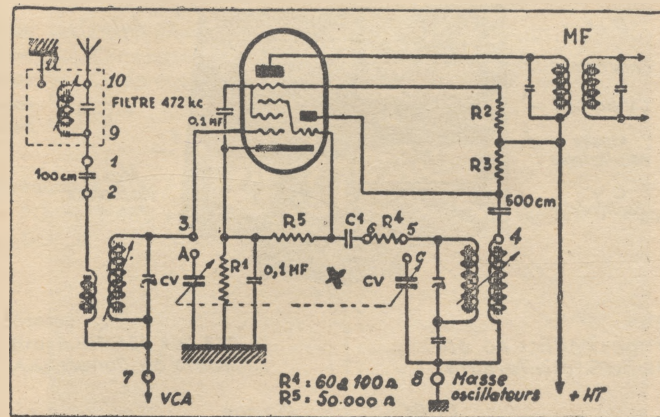 MF
11
10
FILTRE 472 kc
0,1 MF
9
R2
1
R3
100 cm
2
500 cm
3
R5
C1
6
R4
5
4
A
R1
C
CV
0,1 MF
CV
7
R4 = 60 à 100 Ω
8
Masse
VCA
R5 = 50.000 Ω
oscillateurs
+ HT